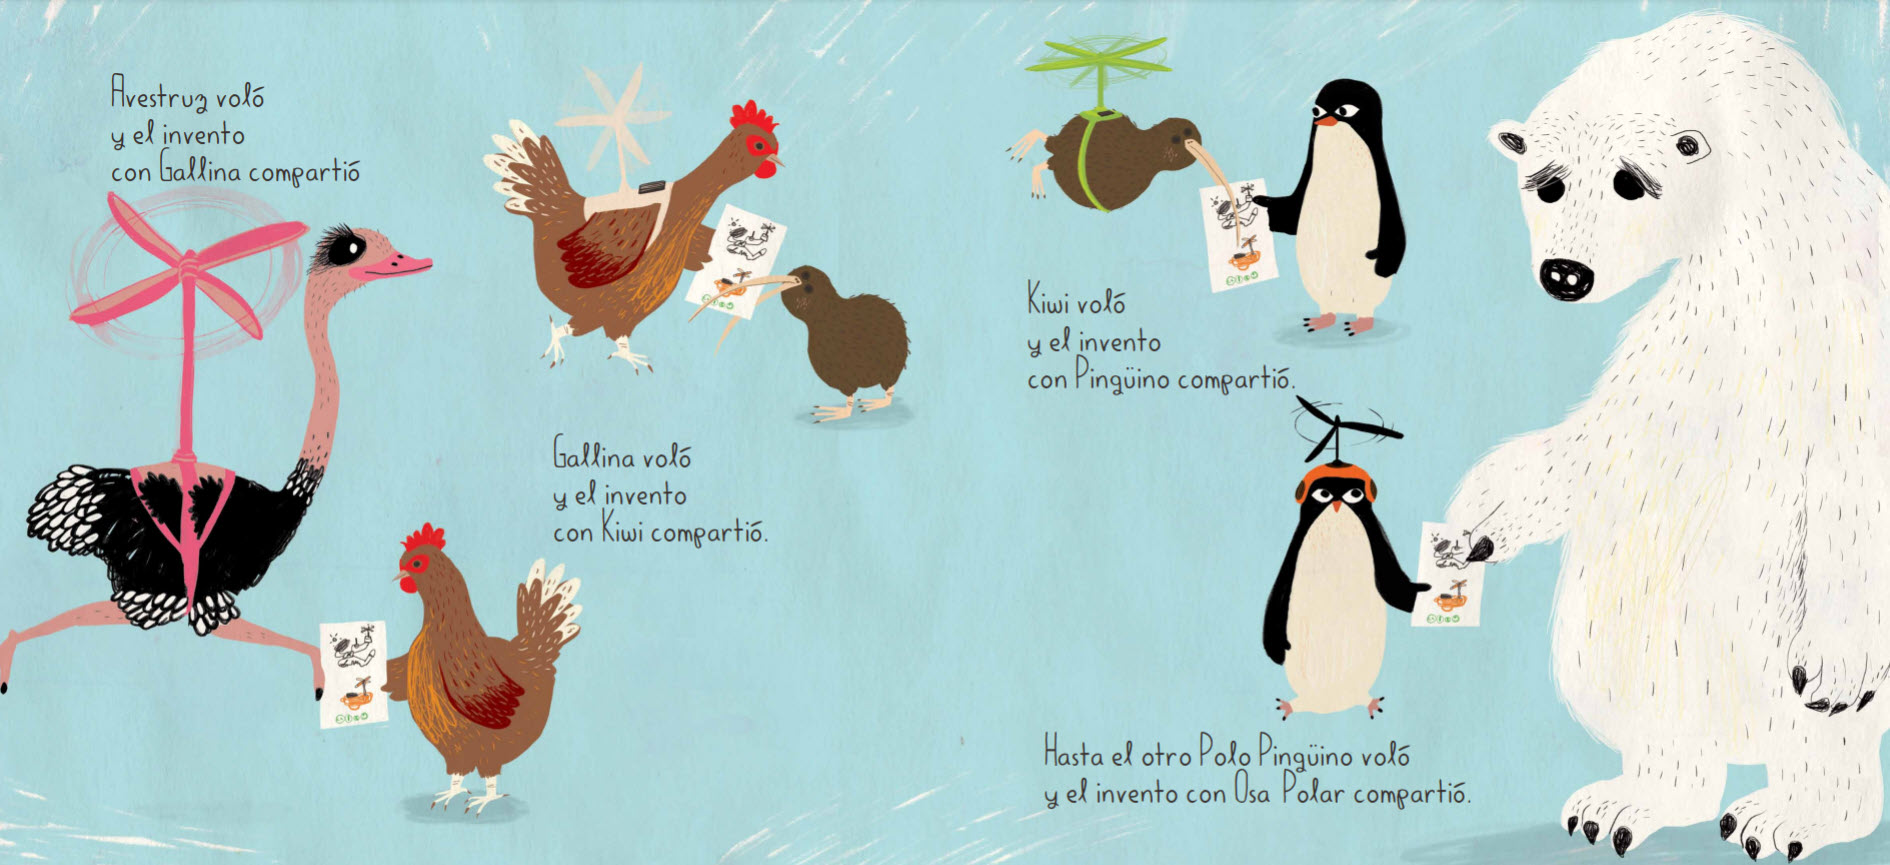 Avestruz voló
y el invento
con Gallina compartió
Gallina voló
y el invento
con Kiwi compartió.
Kiwi voló
y el invento
con Pingüino compartió.
Hasta el otro Polo Pingüino voló
y el invento con Osa Polar compartió.